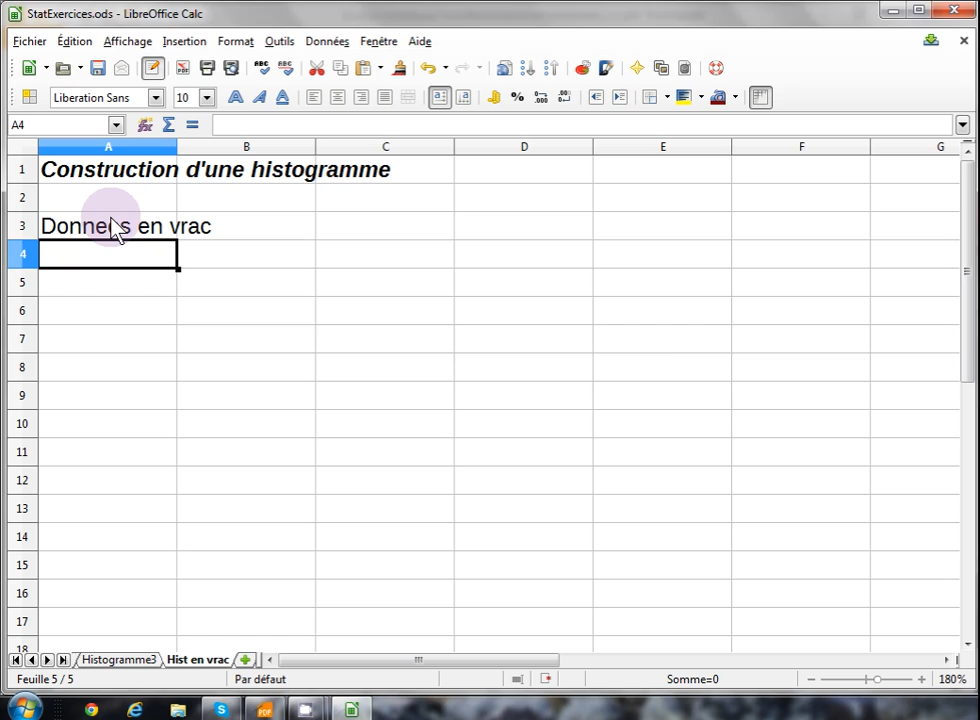 StatExercices.ods - LibreOffice Calc
Fichier Édition Affichage Insertion Format Outils Données Fenêtre Aide
Liberation Sans 10
A4
A B C D E F G
1 Construction d'une histogramme
2
3 Donnees en vrac
4
5
6
7
8
9
10
11
12
13
14
15
16
17
18
Histogramme3 Hist en vrac
Feuille 5 / 5 Par défaut Somme=0 180%